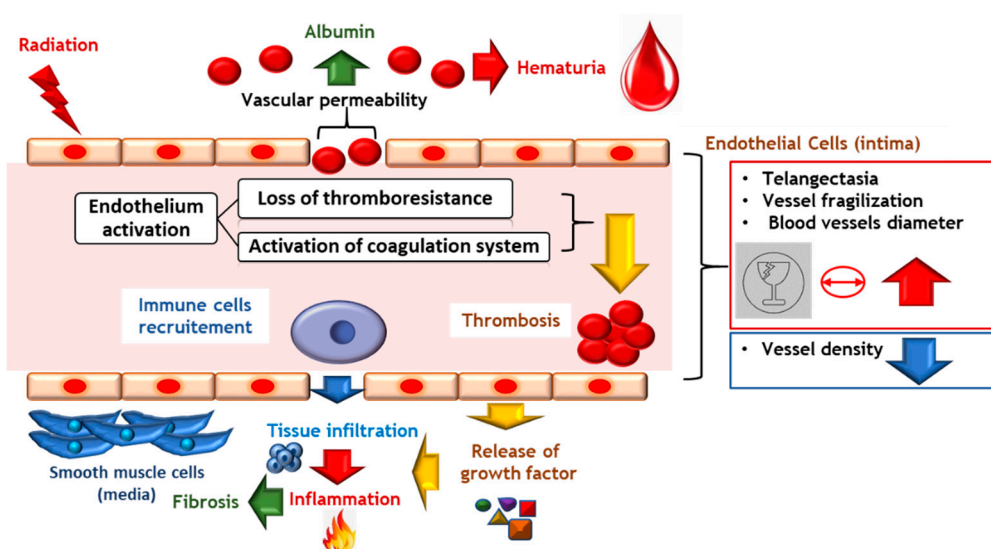 Radiation
Albumin
Hematuria
Vascular permeability
Endothelial Cells (intima)
• Telangectasia
• Vessel fragilization
• Blood vessels diameter
• Vessel density
Endothelium
activation
Loss of thromboresistance
Activation of coagulation system
Immune cells
recruitement
Thrombosis
Smooth muscle cells
(media)
Tissue infiltration
Inflammation
Fibrosis
Release of
growth factor